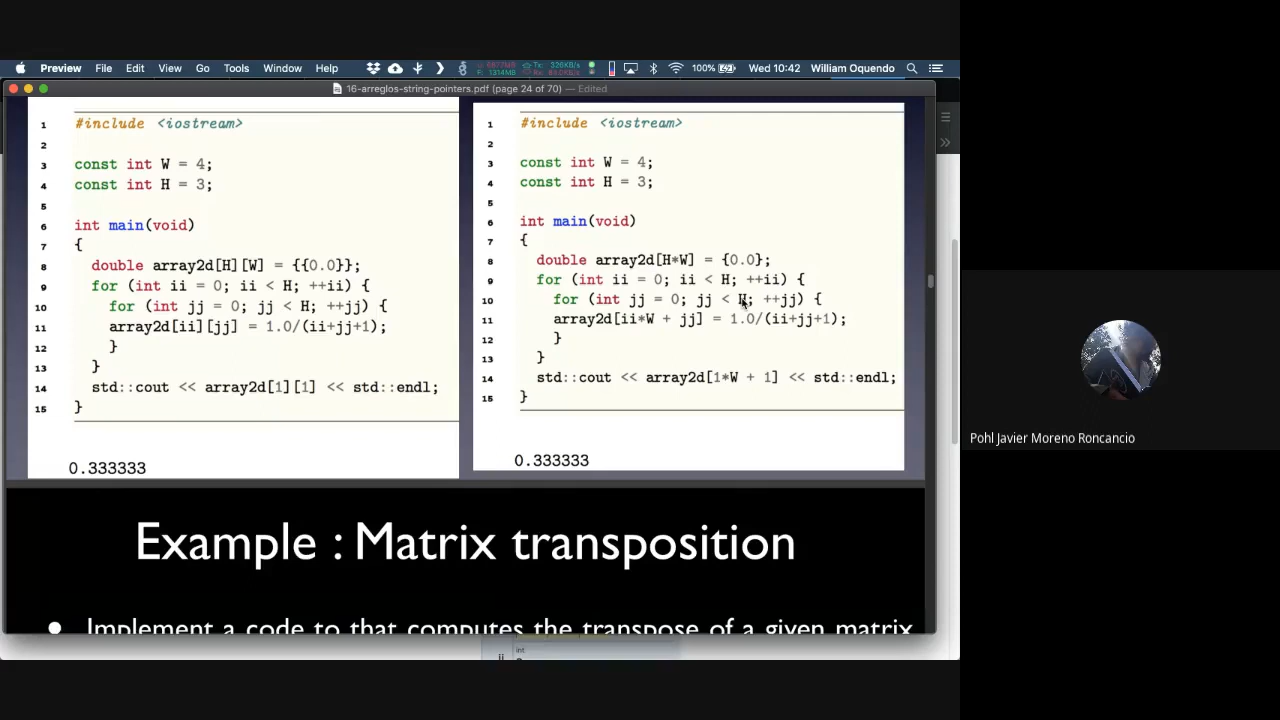 Preview File Edit View Go Tools Window Help 100% Wed 10:42 William Oquendo
16-arreglos-string-pointers.pdf (page 24 of 70) — Edited
1 #include <iostream>
2
3 const int W = 4;
4 const int H = 3;
5
6 int main(void)
7 {
8 double array2d[H][W] = {{0.0}};
9 for (int ii = 0; ii < H; ++ii) {
10 for (int jj = 0; jj < H; ++jj) {
11 array2d[ii][jj] = 1.0/(ii+jj+1);
12 }
13 }
14 std::cout << array2d[1][1] << std::endl;
15 }
0.333333
1 #include <iostream>
2
3 const int W = 4;
4 const int H = 3;
5
6 int main(void)
7 {
8 double array2d[H*W] = {0.0};
9 for (int ii = 0; ii < H; ++ii) {
10 for (int jj = 0; jj < H; ++jj) {
11 array2d[ii*W + jj] = 1.0/(ii+jj+1);
12 }
13 }
14 std::cout << array2d[1*W + 1] << std::endl;
15 }
0.333333
Example : Matrix transposition
• Implement a code to that computes the transpose of a given matrix
int
Pohl Javier Moreno Roncancio